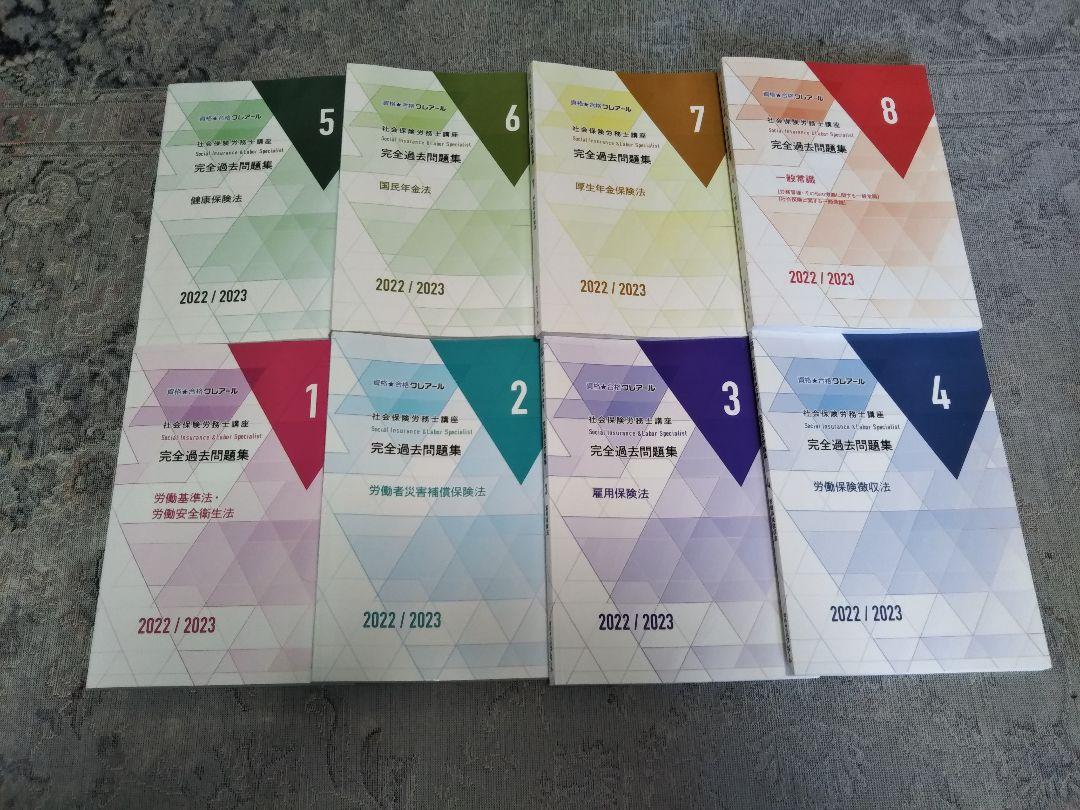 5
資格★合格クレアール
社会保険労務士講座
Social Insurance & Labor Specialist
完全過去問題集
健康保険法
2022 / 2023
6
資格★合格クレアール
社会保険労務士講座
Social Insurance & Labor Specialist
完全過去問題集
国民年金法
2022 / 2023
7
資格★合格クレアール
社会保険労務士講座
Social Insurance & Labor Specialist
完全過去問題集
厚生年金保険法
2022 / 2023
8
資格★合格クレアール
社会保険労務士講座
Social Insurance & Labor Specialist
完全過去問題集
一般常識
2022 / 2023
1
資格★合格クレアール
社会保険労務士講座
Social Insurance & Labor Specialist
完全過去問題集
労働基準法・
労働安全衛生法
2022 / 2023
2
資格★合格クレアール
社会保険労務士講座
Social Insurance & Labor Specialist
完全過去問題集
労働者災害補償保険法
2022 / 2023
3
資格★合格クレアール
社会保険労務士講座
Social Insurance & Labor Specialist
完全過去問題集
雇用保険法
2022 / 2023
4
資格★合格クレアール
社会保険労務士講座
Social Insurance & Labor Specialist
完全過去問題集
労働保険徴収法
2022 / 2023